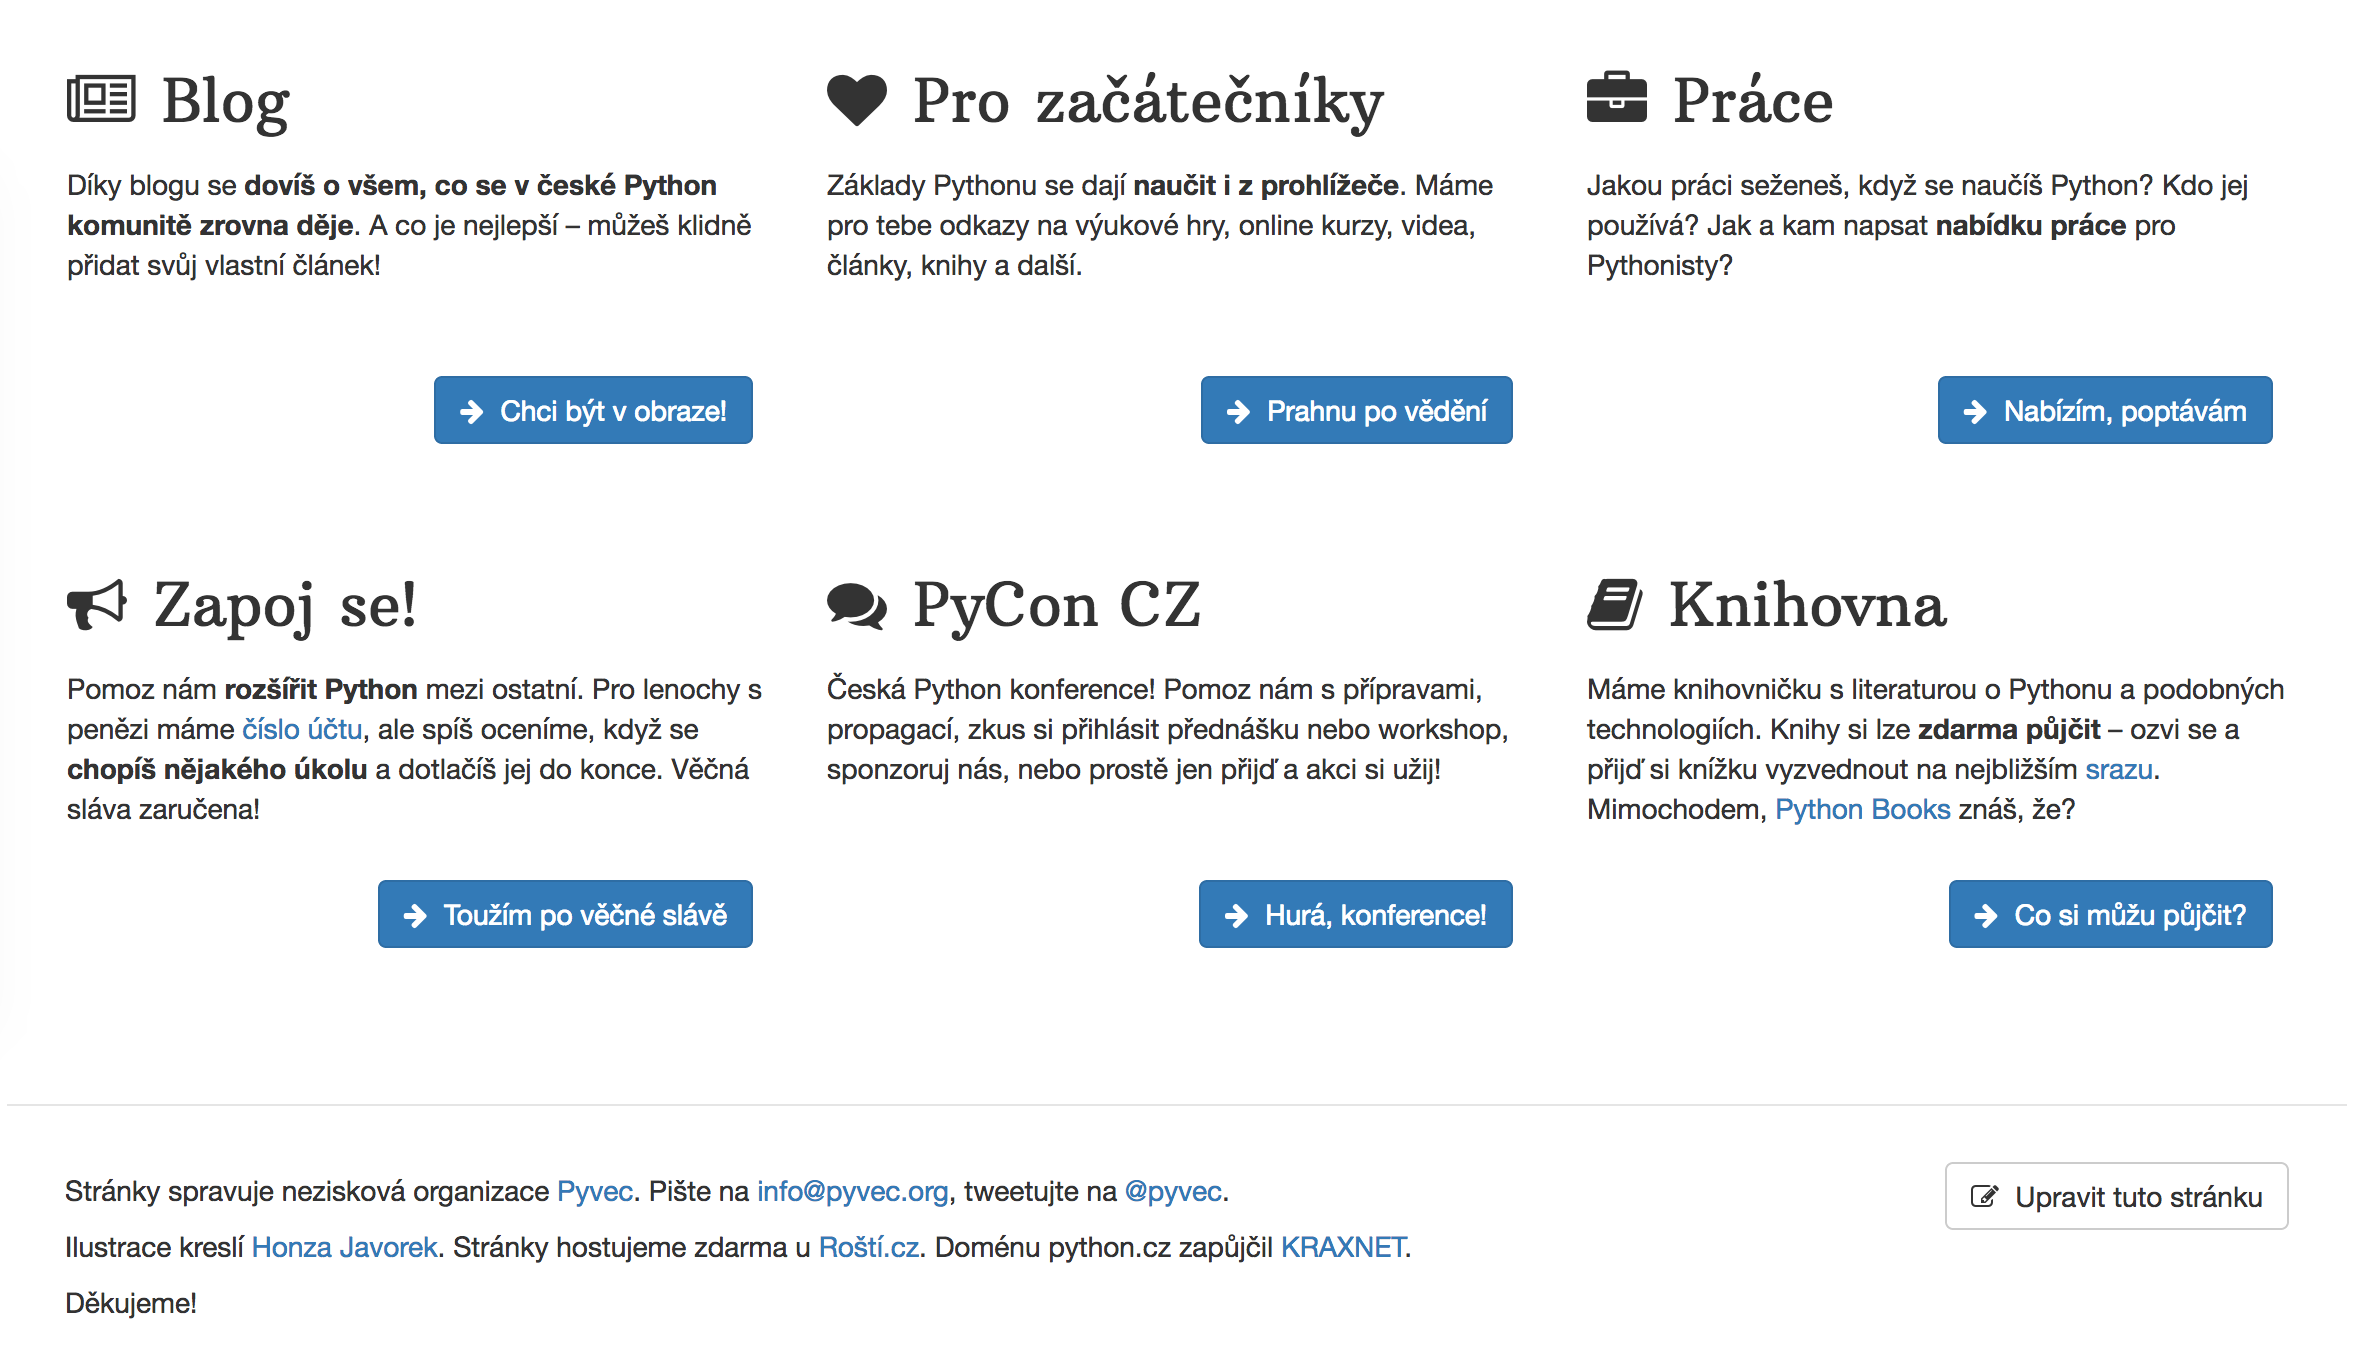 Blog
Díky blogu se dovíš o všem, co se v české Python
komunitě zrovna děje. A co je nejlepší – můžeš klidně
přidat svůj vlastní článek!
Chci být v obraze!
Pro začátečníky
Základy Pythonu se dají naučit i z prohlížeče. Máme
pro tebe odkazy na výukové hry, online kurzy, videa,
články, knihy a další.
Prahnu po vědění
Práce
Jakou práci seženeš, když se naučíš Python? Kdo jej
používá? Jak a kam napsat nabídku práce pro
Pythonisty?
Nabízím, poptávám
Zapoj se!
Pomoz nám rozšířit Python mezi ostatní. Pro lenochy s
penězi máme číslo účtu, ale spíš oceníme, když se
chopíš nějakého úkolu a dotlačíš jej do konce. Věčná
sláva zaručena!
Toužím po věčné slávě
PyCon CZ
Česká Python konference! Pomoz nám s přípravami,
propagací, zkus si přihlásit přednášku nebo workshop,
sponzoruj nás, nebo prostě jen přijď a akci si užij!
Hurá, konference!
Knihovna
Máme knihovničku s literaturou o Pythonu a podobných
technologiích. Knihy si lze zdarma půjčit – ozvi se a
přijď si knížku vyzvednout na nejbližším srazu.
Mimochodem, Python Books znáš, že?
Co si můžu půjčit?
Stránky spravuje nezisková organizace Pyvec. Pište na info@pyvec.org, tweetujte na @pyvec.
Ilustrace kreslí Honza Javorek. Stránky hostujeme zdarma u Roští.cz. Doménu python.cz zapůjčil KRAXNET.
Děkujeme!
Upravit tuto stránku